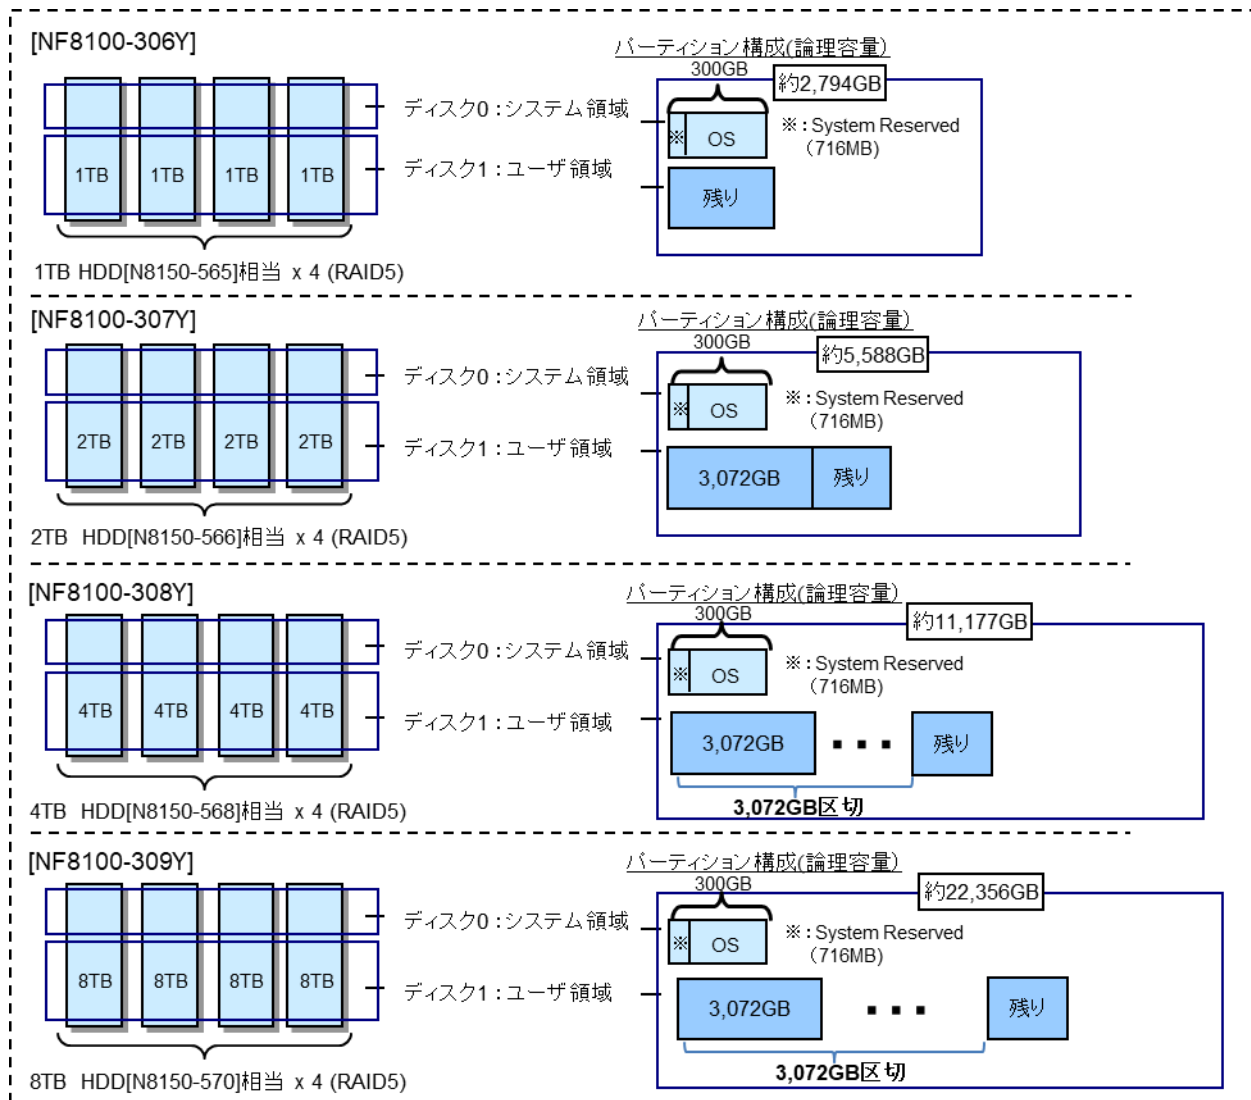 [NF8100-306Y]
パーティション構成(論理容量)
300GB
約2,794GB
ディスク0：システム領域
※
OS
※：System Reserved
(716MB)
1TB
1TB
1TB
1TB
ディスク1：ユーザ領域
残り
1TB HDD[N8150-565]相当 x 4 (RAID5)
[NF8100-307Y]
パーティション構成(論理容量)
300GB
約5,588GB
ディスク0：システム領域
※
OS
※：System Reserved
(716MB)
2TB
2TB
2TB
2TB
ディスク1：ユーザ領域
3,072GB
残り
2TB HDD[N8150-566]相当 x 4 (RAID5)
[NF8100-308Y]
パーティション構成(論理容量)
300GB
約11,177GB
ディスク0：システム領域
※
OS
※：System Reserved
(716MB)
4TB
4TB
4TB
4TB
ディスク1：ユーザ領域
3,072GB
・・・
残り
3,072GB区切
4TB HDD[N8150-568]相当 x 4 (RAID5)
[NF8100-309Y]
パーティション構成(論理容量)
300GB
約22,356GB
ディスク0：システム領域
※
OS
※：System Reserved
(716MB)
8TB
8TB
8TB
8TB
ディスク1：ユーザ領域
3,072GB
・・・
残り
3,072GB区切
8TB HDD[N8150-570]相当 x 4 (RAID5)